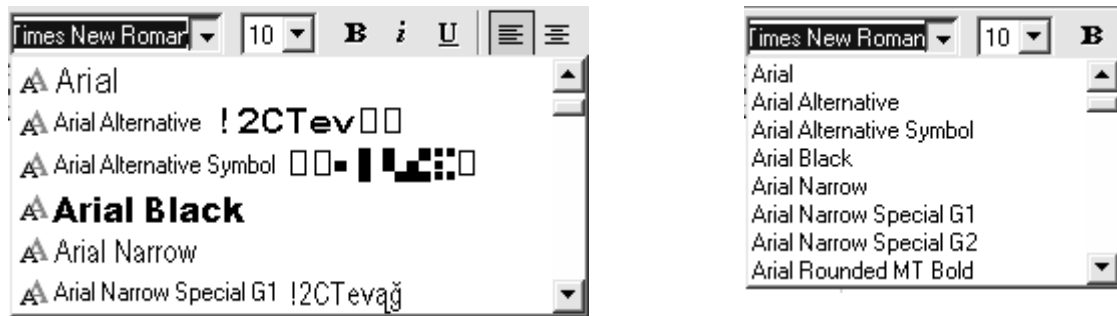 Times New Roman 10 B i U
Arial
Arial Alternative !2CTev
Arial Alternative Symbol
Arial Black
Arial Narrow
Arial Narrow Special G1 !2CTevąğ
Times New Roman 10 B
Arial
Arial Alternative
Arial Alternative Symbol
Arial Black
Arial Narrow
Arial Narrow Special G1
Arial Narrow Special G2
Arial Rounded MT Bold